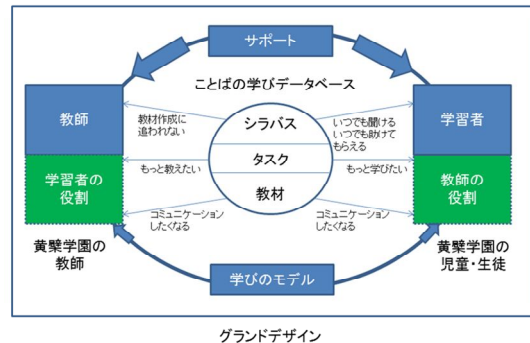 サポート
ことばの学びデータベース
教師
教材作成に
追われない
シラバス
いつでも聞ける
いつでも助けて
もらえる
学習者
もっと教えたい
タスク
もっと学びたい
学習者の
役割
教材
教師の
役割
コミュニケーション
したくなる
コミュニケーション
したくなる
黄檗学園の
教師
学びのモデル
黄檗学園の
児童・生徒
グランドデザイン